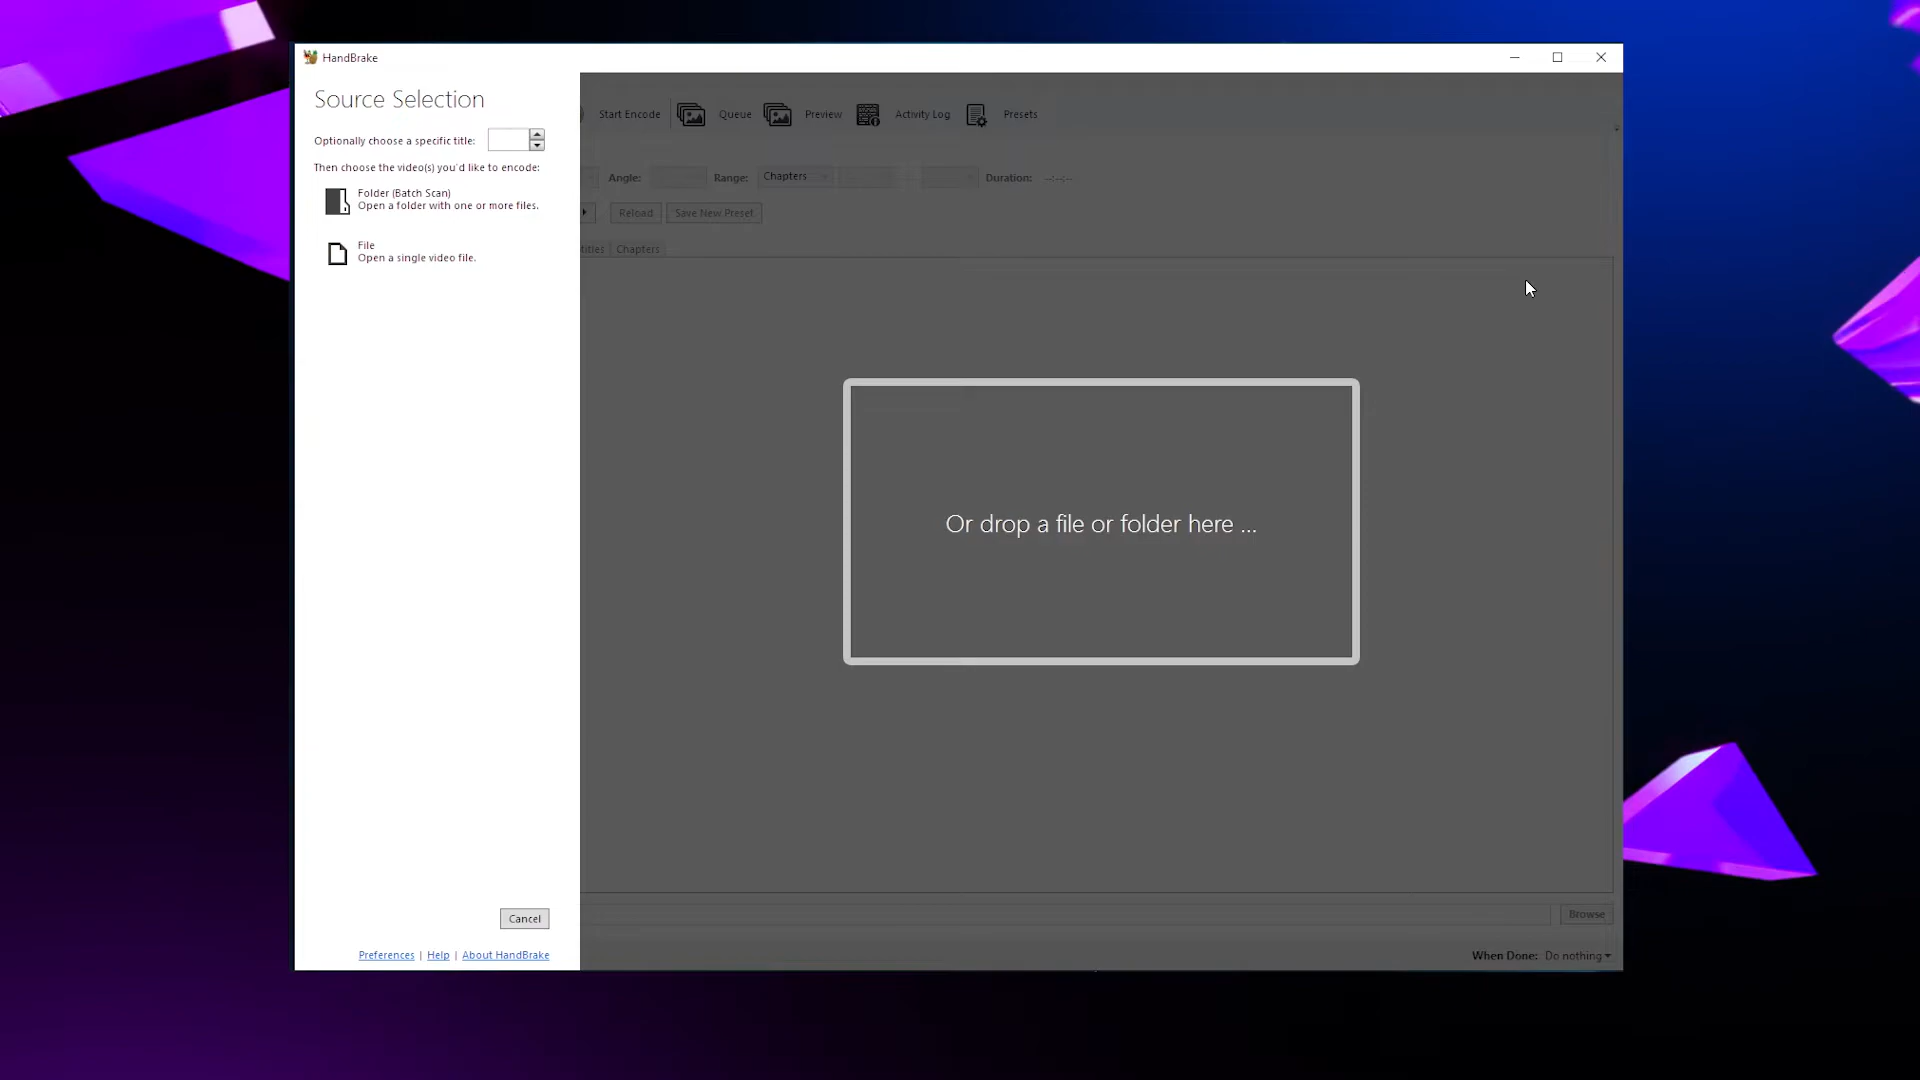 HandBrake
Source Selection
Optionally choose a specific title:
Then choose the video(s) you'd like to encode:
Folder (Batch Scan)
Open a folder with one or more files.
File
Open a single video file.
Start Encode
Queue
Preview
Activity Log
Presets
Angle:
Range:
Chapters
Duration:
--:--:--
Reload
Save New Preset
Chapters
Or drop a file or folder here ...
Cancel
Browse
Preferences | Help | About HandBrake
When Done: Do nothing